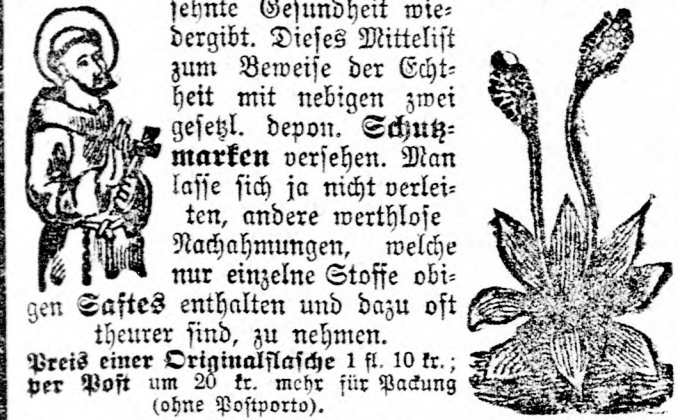 sehnte Gesundheit wie-
dergibt. Dieses Mittel ist
zum Beweise der Echt-
heit mit nebigen zwei
gesetzl. depon. Schutz-
marken versehen. Man
lasse sich ja nicht verlei-
ten, andere werthlose
Nachahmungen, welche
nur einzelne Stoffe obi-
gen Saftes enthalten und dazu oft
theurer sind, zu nehmen.
Preis einer Originalflasche 1 fl. 10 kr.;
per Post um 20 kr. mehr für Packung
(ohne Postporto).